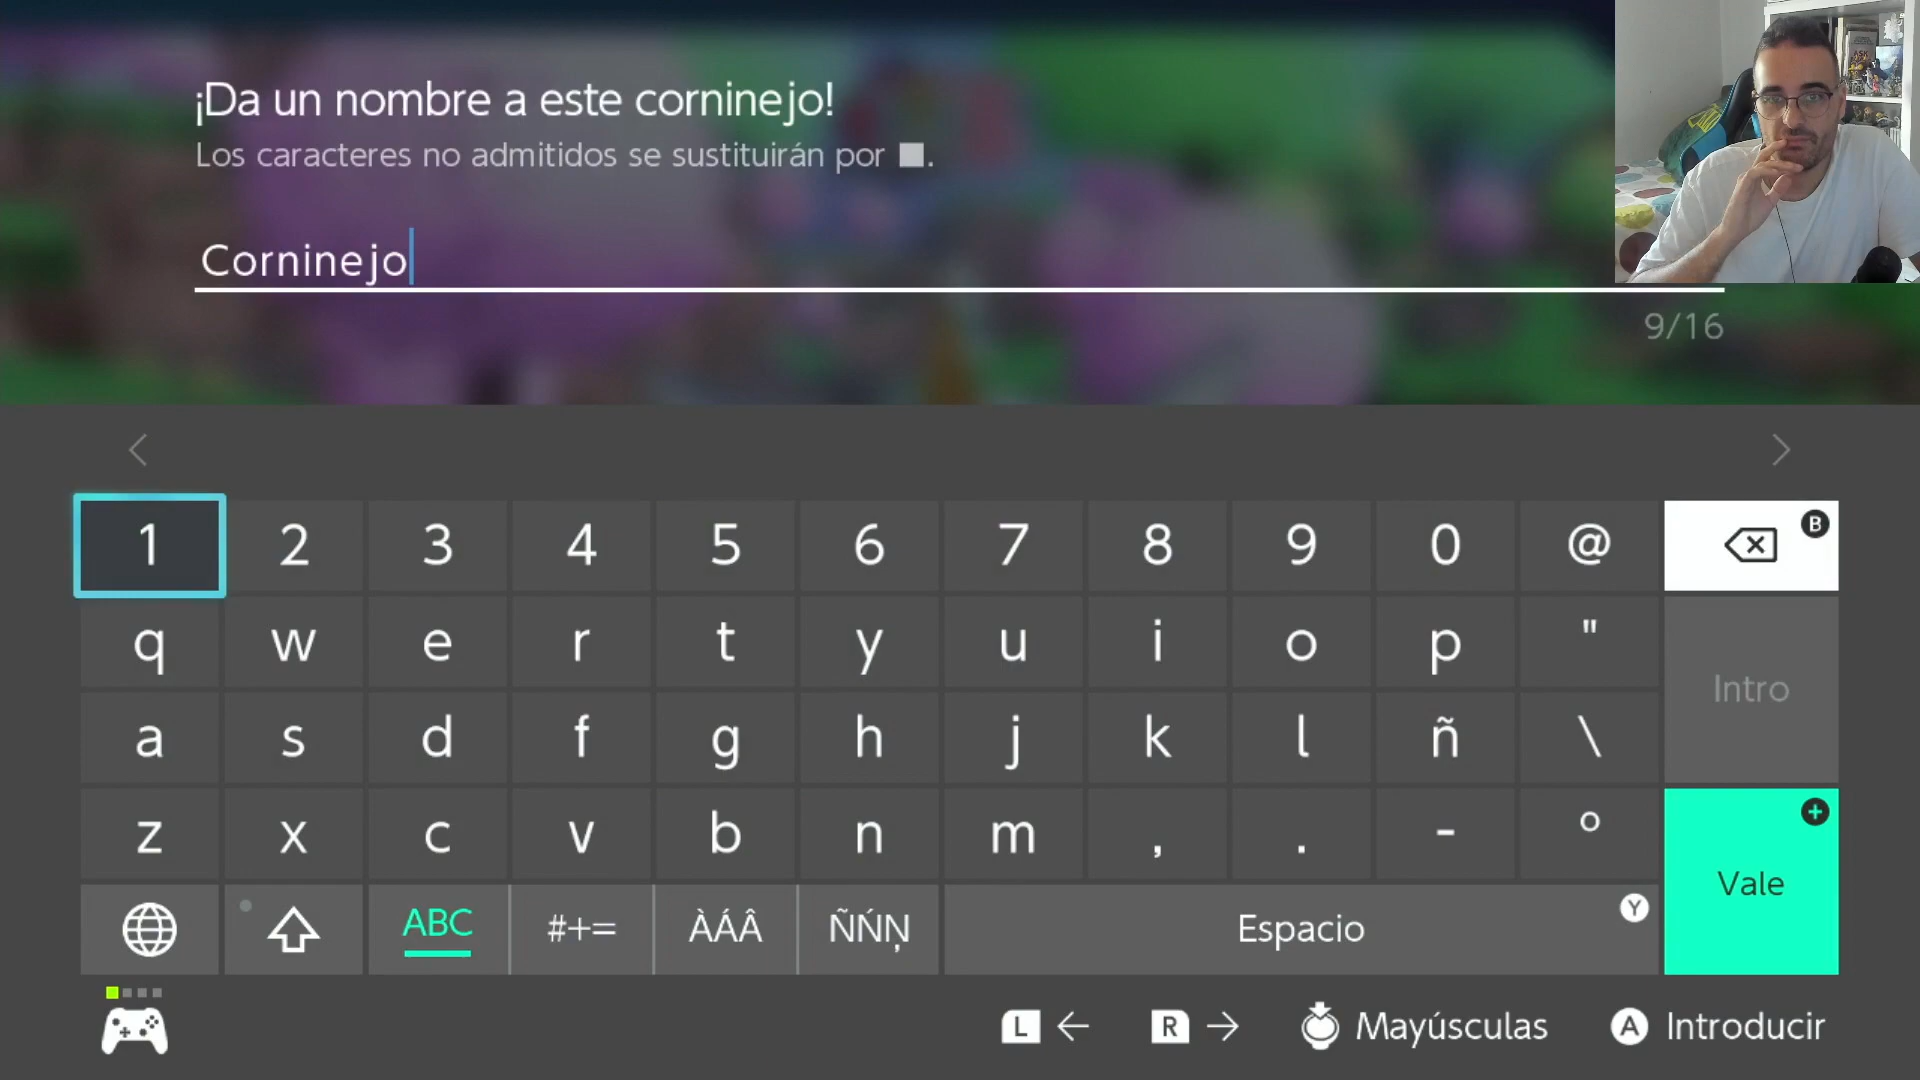 ¡Da un nombre a este corninejo!
Los caracteres no admitidos se sustituirán por ■.
Corninejo
9/16
1 2 3 4 5 6 7 8 9 0 @ B
q w e r t y u i o p "
Intro
a s d f g h j k l ñ \
z x c v b n m , . - º +
Vale
ABC #+= ÀÁÂ ÑŃŅ Espacio Y
L ← R → Mayúsculas A Introducir